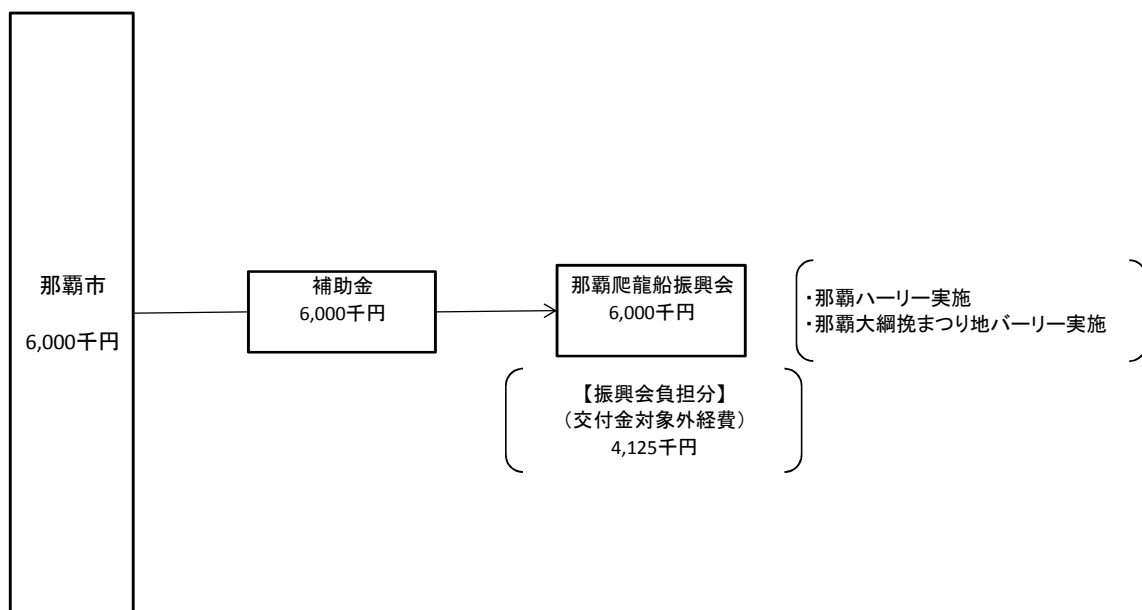 那覇市
6,000千円
補助金
6,000千円
那覇爬龍船振興会
6,000千円
・那覇ハーリー実施
・那覇大綱挽まつり地バーリー実施
【振興会負担分】
（交付金対象外経費）
4,125千円